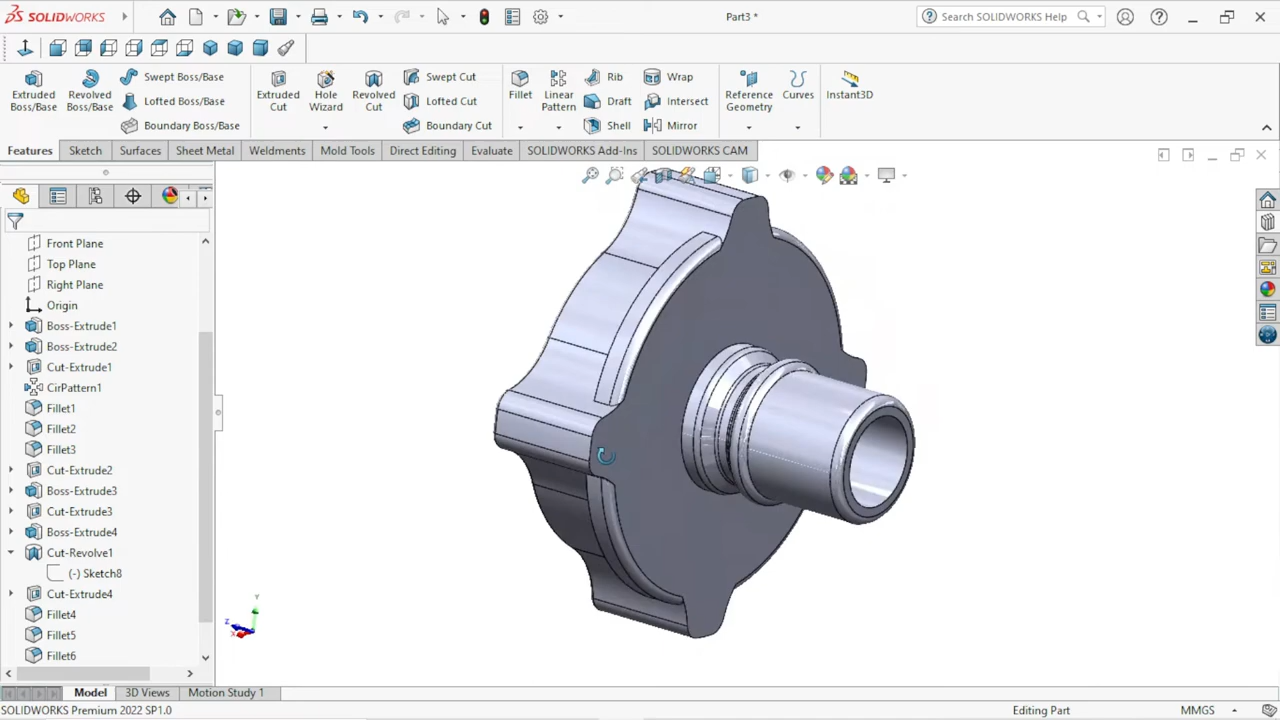 SOLIDWORKS
Part3 *
Search SOLIDWORKS Help
Extruded Boss/Base
Revolved Boss/Base
Swept Boss/Base
Lofted Boss/Base
Boundary Boss/Base
Extruded Cut
Hole Wizard
Revolved Cut
Swept Cut
Lofted Cut
Boundary Cut
Fillet
Linear Pattern
Rib
Draft
Shell
Wrap
Intersect
Mirror
Reference Geometry
Curves
Instant3D
Features
Sketch
Surfaces
Sheet Metal
Weldments
Mold Tools
Direct Editing
Evaluate
SOLIDWORKS Add-Ins
SOLIDWORKS CAM
Front Plane
Top Plane
Right Plane
Origin
Boss-Extrude1
Boss-Extrude2
Cut-Extrude1
CirPattern1
Fillet1
Fillet2
Fillet3
Cut-Extrude2
Boss-Extrude3
Cut-Extrude3
Boss-Extrude4
Cut-Revolve1
(-) Sketch8
Cut-Extrude4
Fillet4
Fillet5
Fillet6
Y
Z
X
Model
3D Views
Motion Study 1
SOLIDWORKS Premium 2022 SP1.0
Editing Part
MMGS